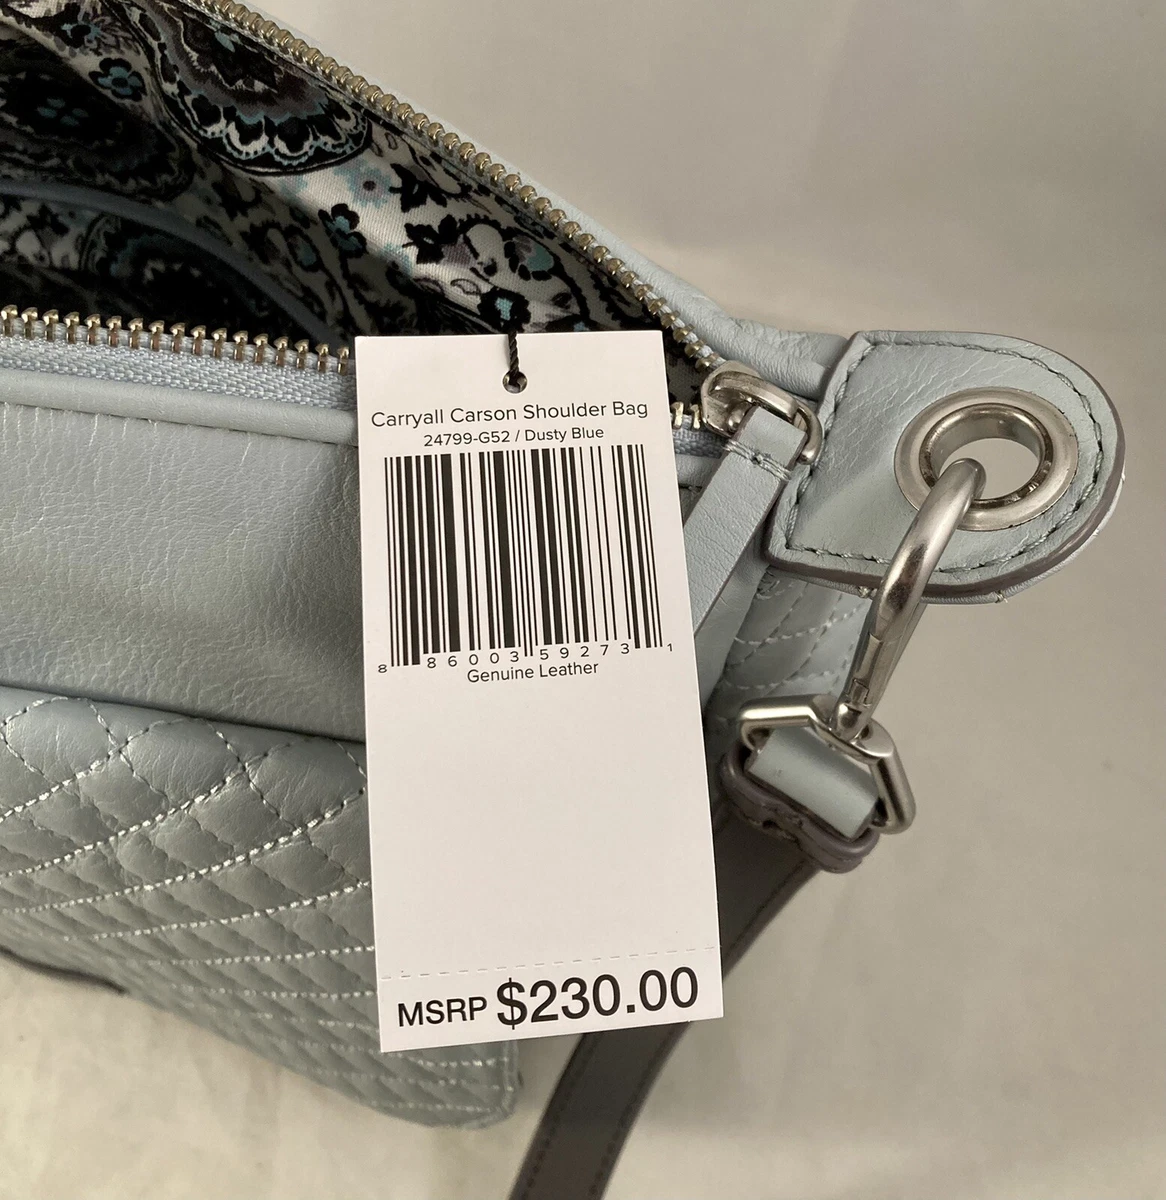 Carryall Carson Shoulder Bag
24799-G52 / Dusty Blue
8 86003 59273 1
Genuine Leather
MSRP $230.00